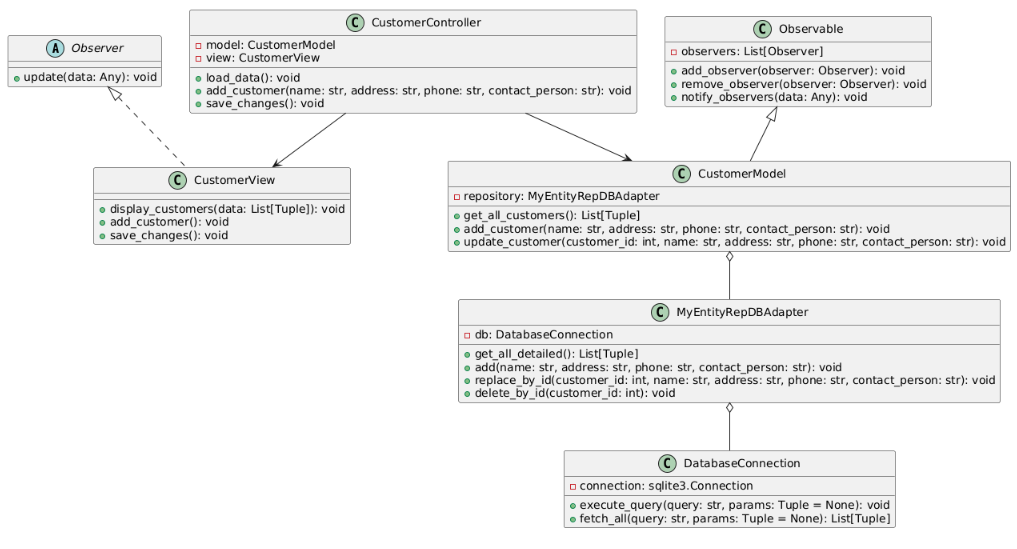 A Observer
update(data: Any): void
C CustomerController
model: CustomerModel
view: CustomerView
load_data(): void
add_customer(name: str, address: str, phone: str, contact_person: str): void
save_changes(): void
C Observable
observers: List[Observer]
add_observer(observer: Observer): void
remove_observer(observer: Observer): void
notify_observers(data: Any): void
C CustomerView
display_customers(data: List[Tuple]): void
add_customer(): void
save_changes(): void
C CustomerModel
repository: MyEntityRepDBAdapter
get_all_customers(): List[Tuple]
add_customer(name: str, address: str, phone: str, contact_person: str): void
update_customer(customer_id: int, name: str, address: str, phone: str, contact_person: str): void
C MyEntityRepDBAdapter
db: DatabaseConnection
get_all_detailed(): List[Tuple]
add(name: str, address: str, phone: str, contact_person: str): void
replace_by_id(customer_id: int, name: str, address: str, phone: str, contact_person: str): void
delete_by_id(customer_id: int): void
C DatabaseConnection
connection: sqlite3.Connection
execute_query(query: str, params: Tuple = None): void
fetch_all(query: str, params: Tuple = None): List[Tuple]